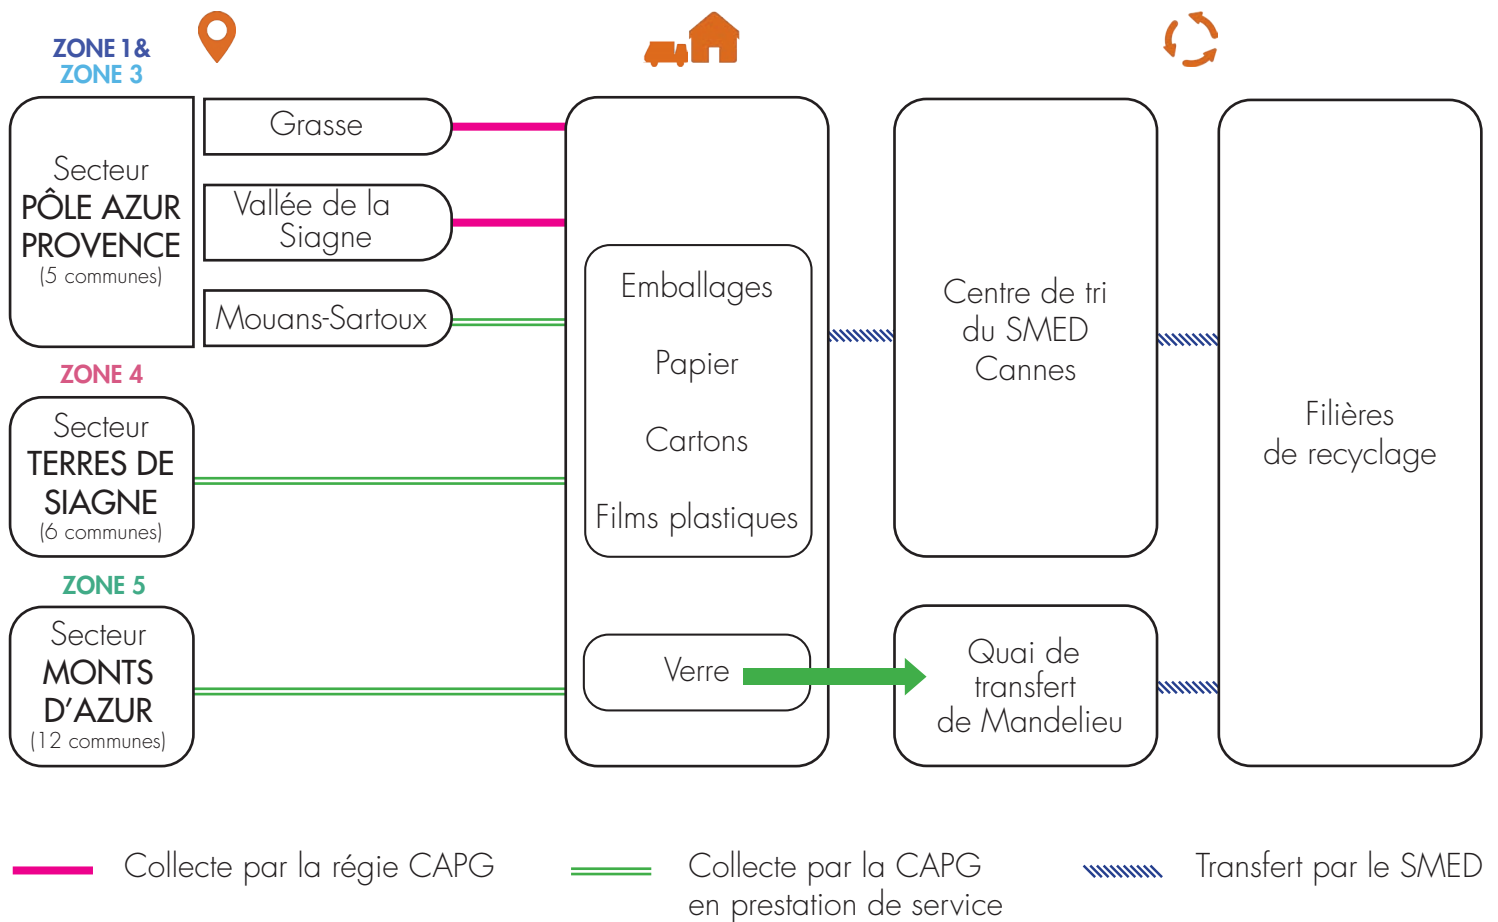 ZONE 1&
ZONE 3
Secteur
PÔLE AZUR
PROVENCE
(5 communes)
Grasse
Vallée de la
Siagne
Mouans-Sartoux
ZONE 4
Secteur
TERRES DE
SIAGNE
(6 communes)
ZONE 5
Secteur
MONTS
D’AZUR
(12 communes)
Emballages
Papier
Cartons
Films plastiques
Verre
Centre de tri
du SMED
Cannes
Quai de
transfert
de Mandelieu
Filières
de recyclage
Collecte par la régie CAPG
Collecte par la CAPG
en prestation de service
Transfert par le SMED